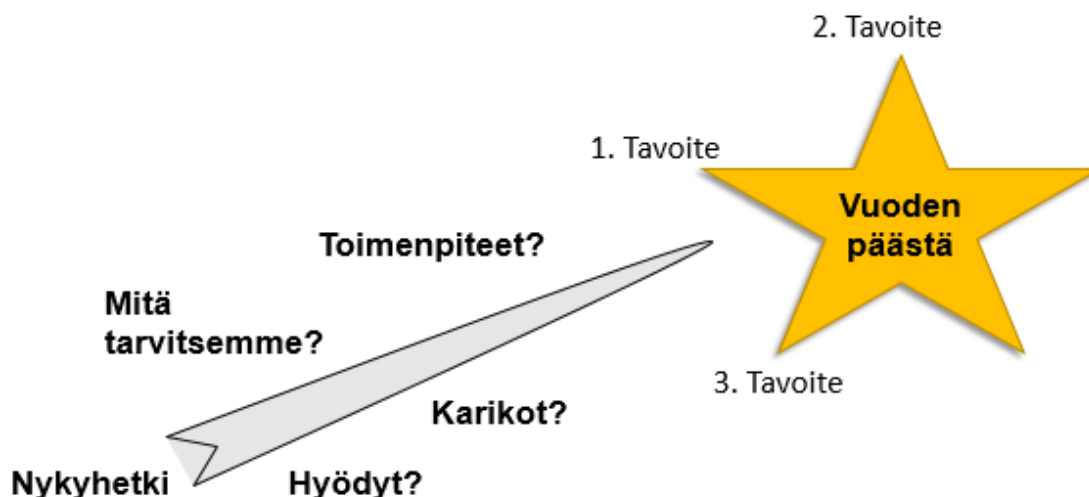 2. Tavoite
1. Tavoite
Vuoden
päästä
Toimenpiteet?
Mitä
tarvitsemme?
3. Tavoite
Karikot?
Nykyhetki
Hyödyt?